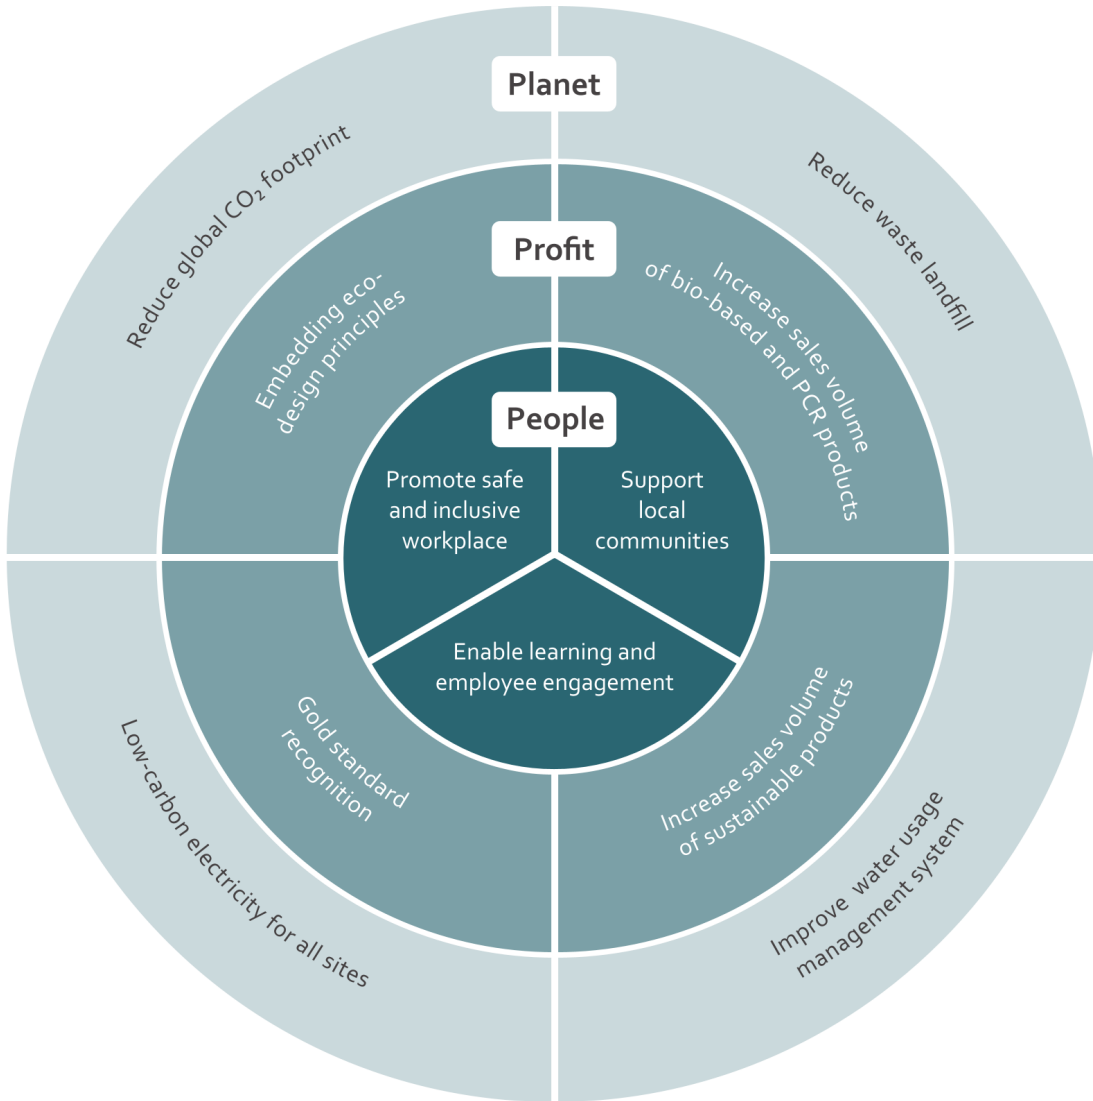 Planet
Reduce global CO₂ footprint
Reduce waste landfill
Low-carbon electricity for all sites
Improve water usage
management system
Profit
Embedding eco-
design principles
Increase sales volume
of bio-based and PCR products
Gold standard
recognition
Increase sales volume
of sustainable products
People
Promote safe
and inclusive
workplace
Support
local
communities
Enable learning and
employee engagement